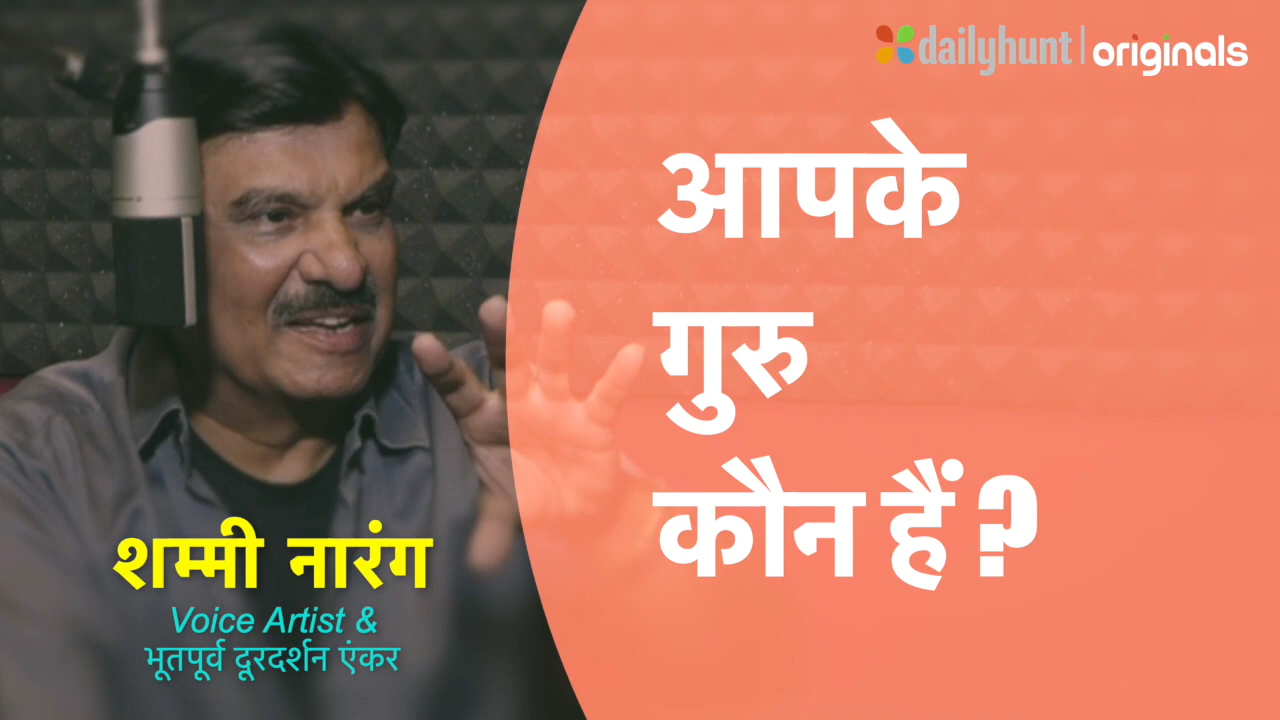 dailyhunt | originals
आपके
गुरु
कौन हैं ?
शम्मी नारंग
Voice Artist &
भूतपूर्व दूरदर्शन एंकर